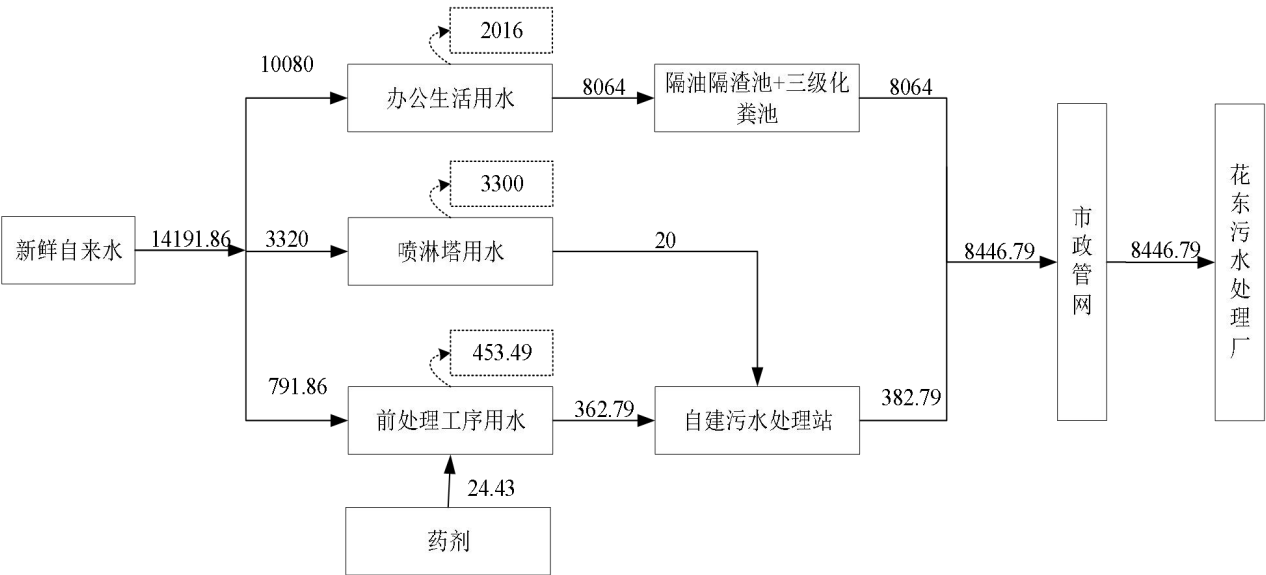 2016
10080
办公生活用水
8064
隔油隔渣池+三级化
粪池
8064
3300
新鲜自来水
14191.86
3320
喷淋塔用水
20
8446.79
市政管网
8446.79
花东污水处理厂
453.49
791.86
前处理工序用水
362.79
自建污水处理站
382.79
24.43
药剂